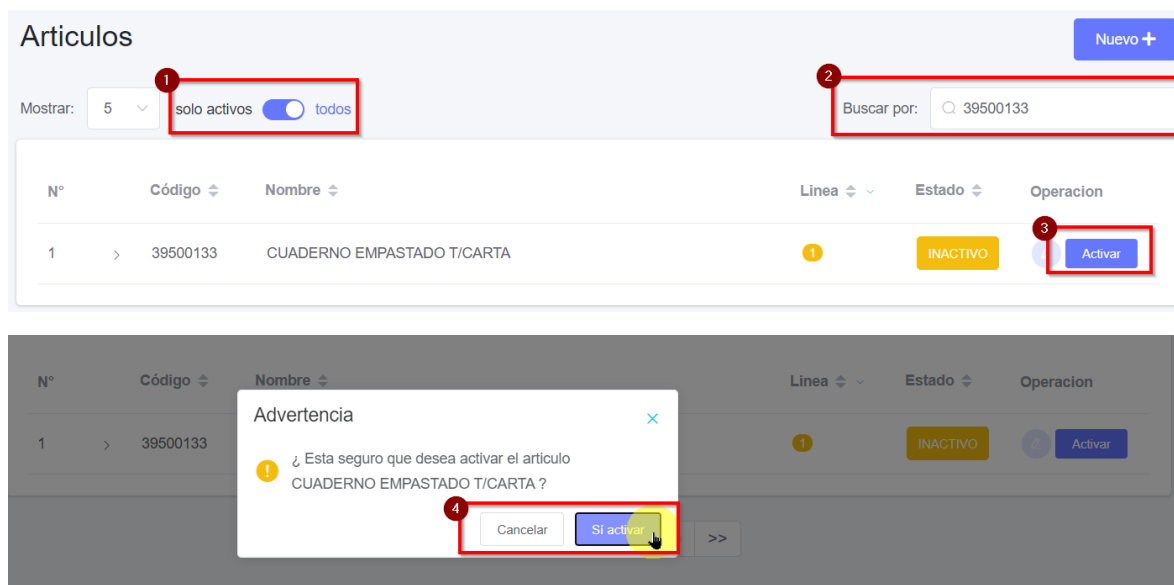 Articulos
Nuevo +
1
2
Mostrar: 5 solo activos todos
Buscar por: 39500133
N° Código Nombre Linea Estado Operacion
3
1 > 39500133 CUADERNO EMPASTADO T/CARTA 1 INACTIVO Activar
N° Código Nombre Linea Estado Operacion
Advertencia
1 > 39500133 1 INACTIVO Activar
¿ Esta seguro que desea activar el articulo
CUADERNO EMPASTADO T/CARTA ?
4
Cancelar Sí activar
>>